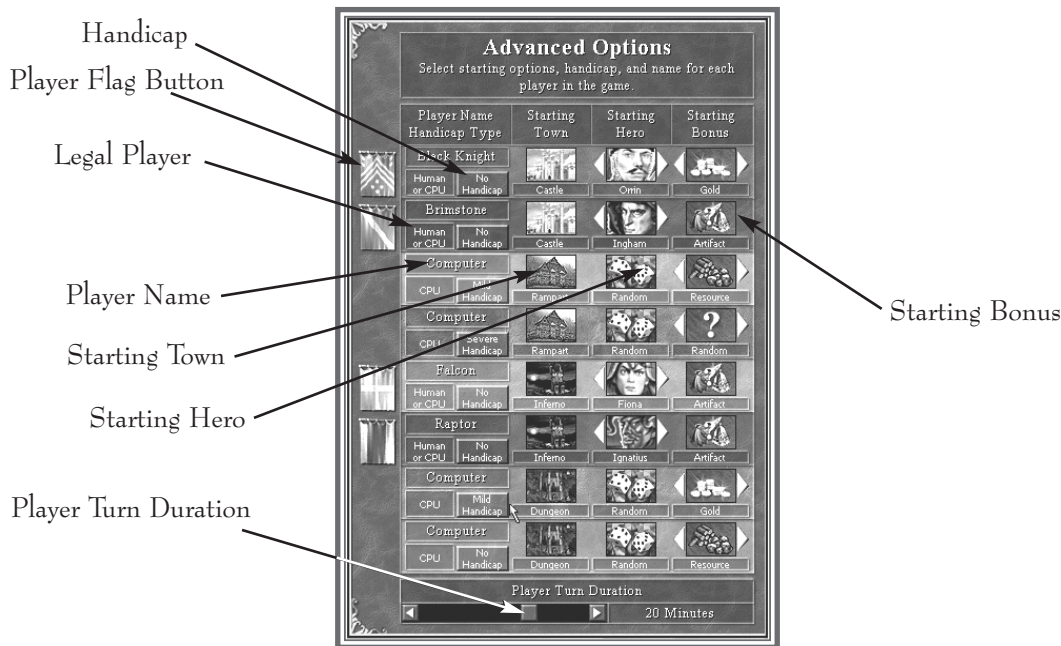 Handicap
Player Flag Button
Legal Player
Player Name
Starting Town
Starting Hero
Player Turn Duration
Starting Bonus
Advanced Options
Select starting options, handicap, and name for each
player in the game.
Player Name
Handicap Type
Starting
Town
Starting
Hero
Starting
Bonus
Black Knight
Human
or CPU
No
Handicap
Castle
Orrin
Gold
Brimstone
Human
or CPU
No
Handicap
Castle
Ingham
Artifact
Computer
CPU
Mild
Handicap
Rampart
Random
Resource
Computer
CPU
Severe
Handicap
Rampart
?
Random
Random
Falcon
Human
or CPU
No
Handicap
Inferno
Fiona
Artifact
Raptor
Human
or CPU
No
Handicap
Inferno
Ignatius
Artifact
Computer
CPU
Mild
Handicap
Dungeon
Random
Gold
Computer
CPU
No
Handicap
Dungeon
Random
Resource
Player Turn Duration
20 Minutes